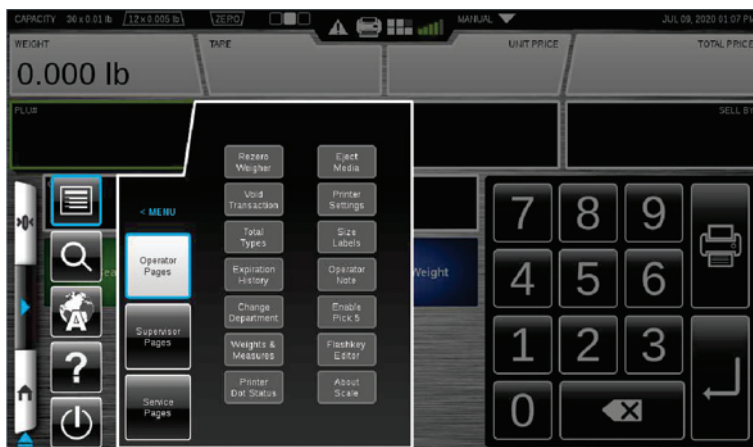 CAPACITY 30 x 0.01 lb 12 x 0.005 lb ZERO MANUAL JUL 09, 2020 01:07 PM
WEIGHT TAPE UNIT PRICE TOTAL PRICE
0.000 lb
PLU# SELL BY
Rezero Weigher
Eject Media
Void Transaction
Printer Settings
< MENU
Total Types
Size Labels
Operator Pages
Expiration History
Operator Note
Weight
Change Department
Enable Pick 5
Supervisor Pages
Weights & Measures
Flashkey Editor
Printer Dot Status
About Scale
Service Pages
>0<
A
?
7 8 9
4 5 6
1 2 3
0